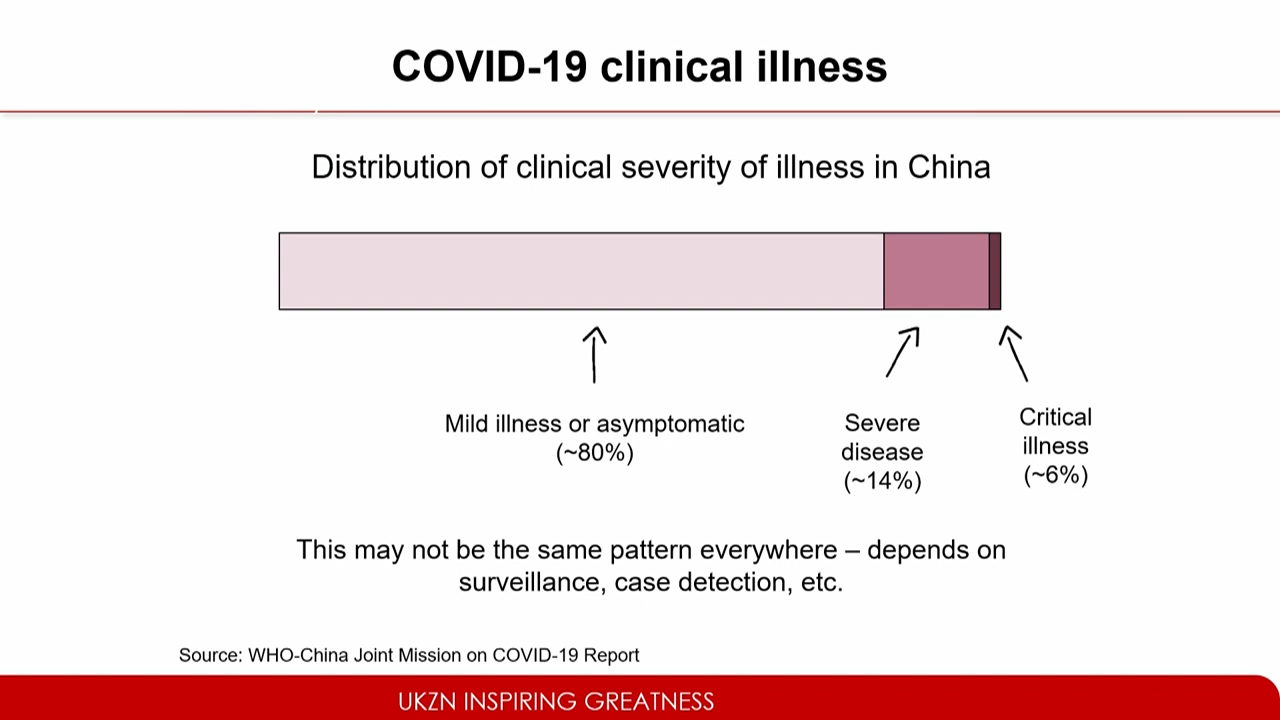 COVID-19 clinical illness
Distribution of clinical severity of illness in China
Mild illness or asymptomatic
(~80%)
Severe
disease
(~14%)
Critical
illness
(~6%)
This may not be the same pattern everywhere – depends on
surveillance, case detection, etc.
Source: WHO-China Joint Mission on COVID-19 Report
UKZN INSPIRING GREATNESS